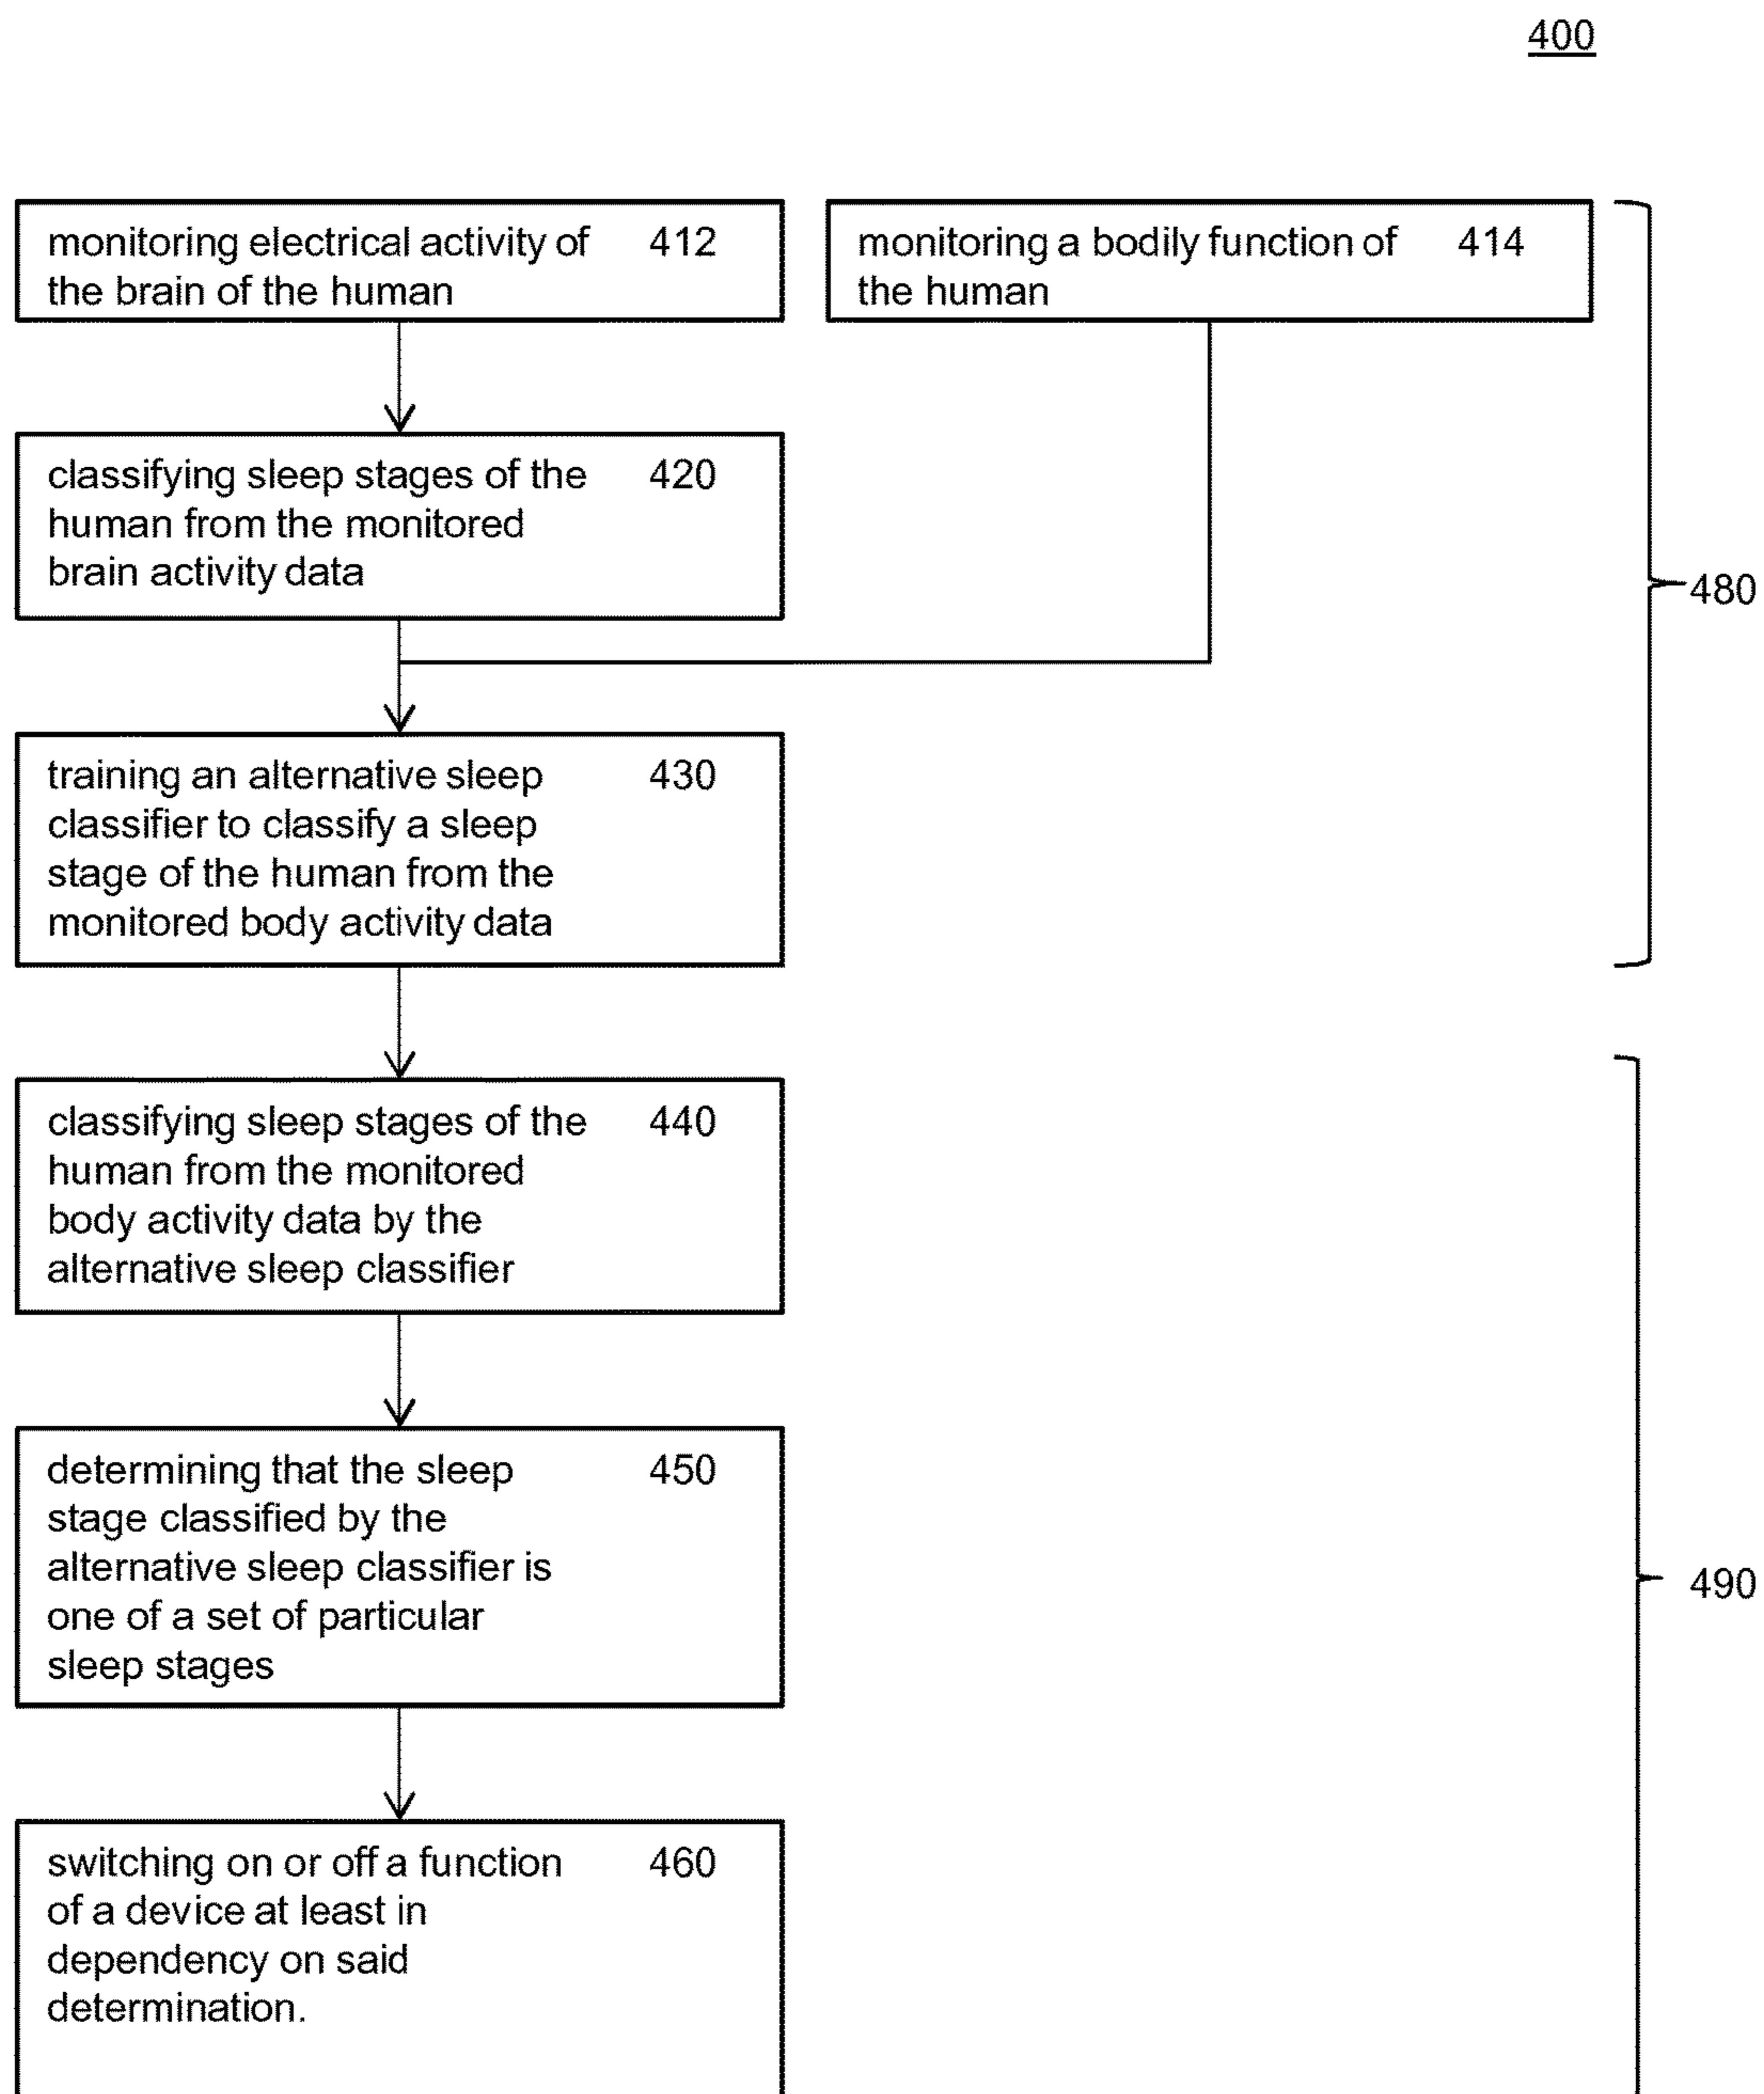 400
monitoring electrical activity of 412
the brain of the human
monitoring a bodily function of 414
the human
classifying sleep stages of the 420
human from the monitored
brain activity data
480
training an alternative sleep 430
classifier to classify a sleep
stage of the human from the
monitored body activity data
classifying sleep stages of the 440
human from the monitored
body activity data by the
alternative sleep classifier
determining that the sleep 450
stage classified by the
alternative sleep classifier is
one of a set of particular
sleep stages
490
switching on or off a function 460
of a device at least in
dependency on said
determination.